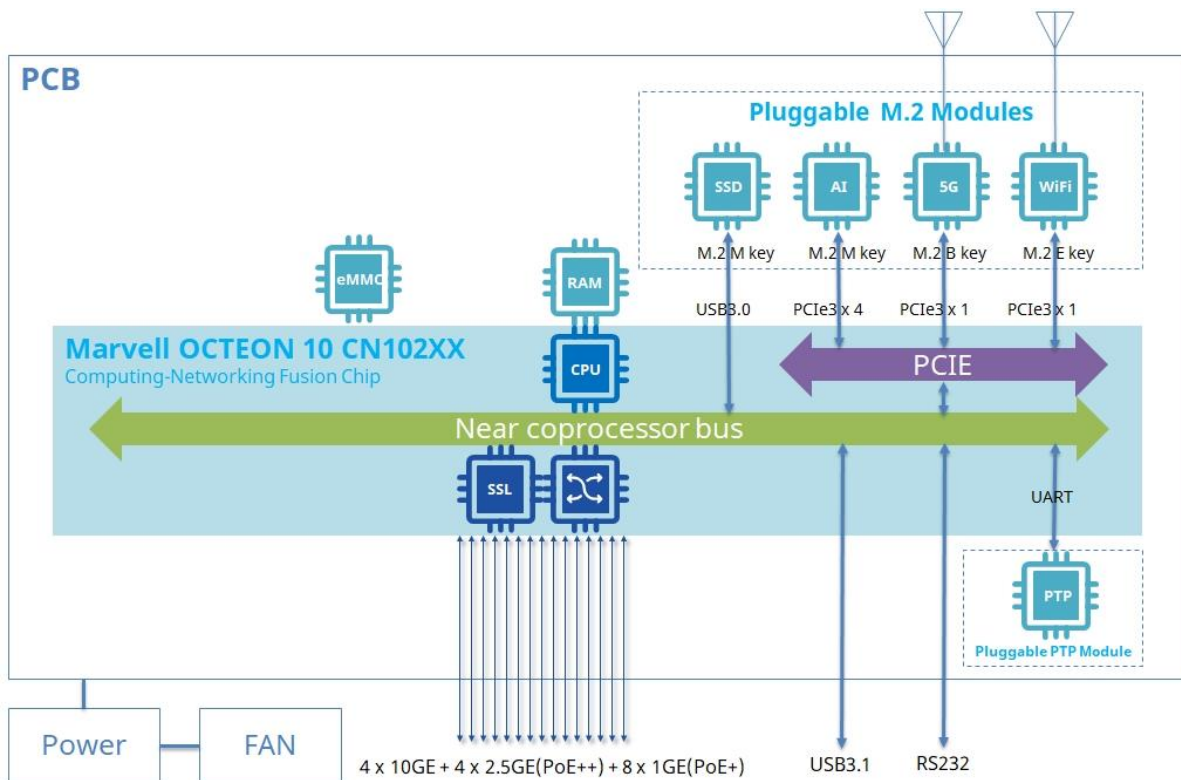 PCB
Pluggable M.2 Modules
SSD
AI
5G
WiFi
M.2 M key
M.2 M key
M.2 B key
M.2 E key
eMMC
RAM
USB3.0
PCIe3 x 4
PCIe3 x 1
PCIe3 x 1
Marvell OCTEON 10 CN102XX
Computing-Networking Fusion Chip
CPU
PCIE
Near coprocessor bus
SSL
UART
PTP
Pluggable PTP Module
Power
FAN
4 x 10GE + 4 x 2.5GE(PoE++) + 8 x 1GE(PoE+)
USB3.1
RS232